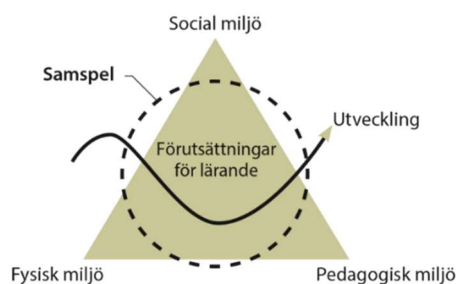 Social miljö
Samspel
Utveckling
Förutsättningar
för lärande
Fysisk miljö
Pedagogisk miljö